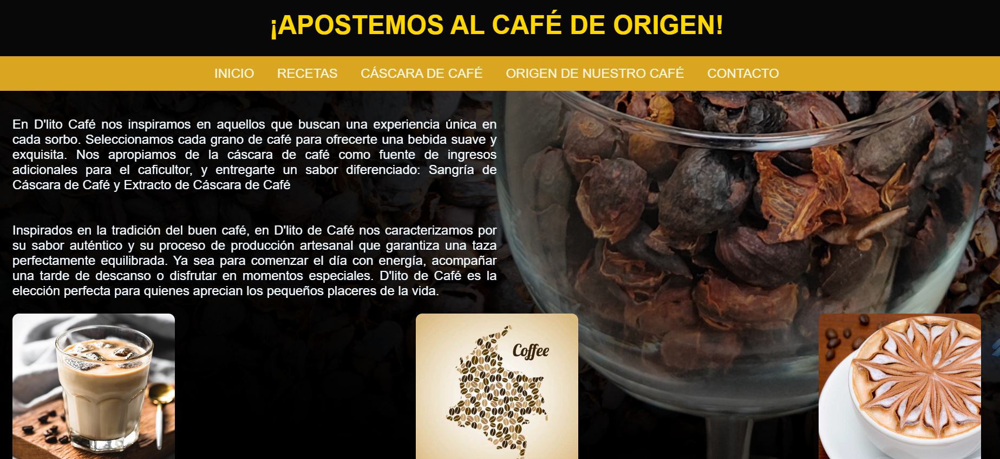 ¡APOSTEMOS AL CAFÉ DE ORIGEN!
INICIO RECETAS CÁSCARA DE CAFÉ ORIGEN DE NUESTRO CAFÉ CONTACTO
En D'lito Café nos inspiramos en aquellos que buscan una experiencia única en
cada sorbo. Seleccionamos cada grano de café para ofrecerte una bebida suave y
exquisita. Nos apropiamos de la cáscara de café como fuente de ingresos
adicionales para el caficultor, y entregarte un sabor diferenciado: Sangría de
Cáscara de Café y Extracto de Cáscara de Café
Inspirados en la tradición del buen café, en D'lito de Café nos caracterizamos por
su sabor auténtico y su proceso de producción artesanal que garantiza una taza
perfectamente equilibrada. Ya sea para comenzar el día con energía, acompañar
una tarde de descanso o disfrutar en momentos especiales. D'lito de Café es la
elección perfecta para quienes aprecian los pequeños placeres de la vida.
Coffee